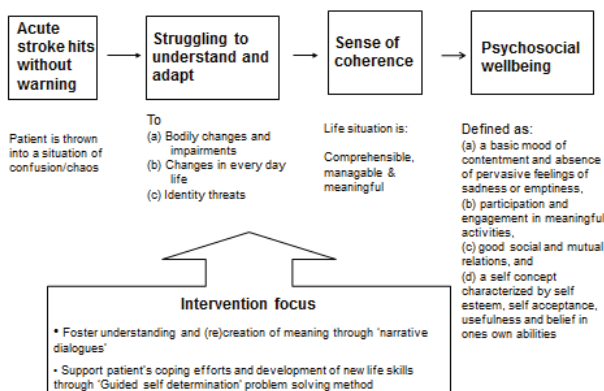 Acute
stroke hits
without
warning
Patient is thrown
into a situation of
confusion/chaos
Struggling to
understand and
adapt
To
(a) Bodily changes and
impairments
(b) Changes in every day
life
(c) Identity threats
Sense of
coherence
Life situation is:
Comprehensible,
managable &
meaningful
Psychosocial
wellbeing
Defined as:
(a) a basic mood of
contentment and absence
of pervasive feelings of
sadness or emptiness,
(b) participation and
engagement in meaningful
activities,
(c) good social and mutual
relations, and
(d) a self concept
characterized by self
esteem, self acceptance,
usefulness and belief in
ones own abilities
Intervention focus
• Foster understanding and (re)creation of meaning through 'narrative
dialogues'
• Support patient's coping efforts and development of new life skills
through 'Guided self determination' problem solving method